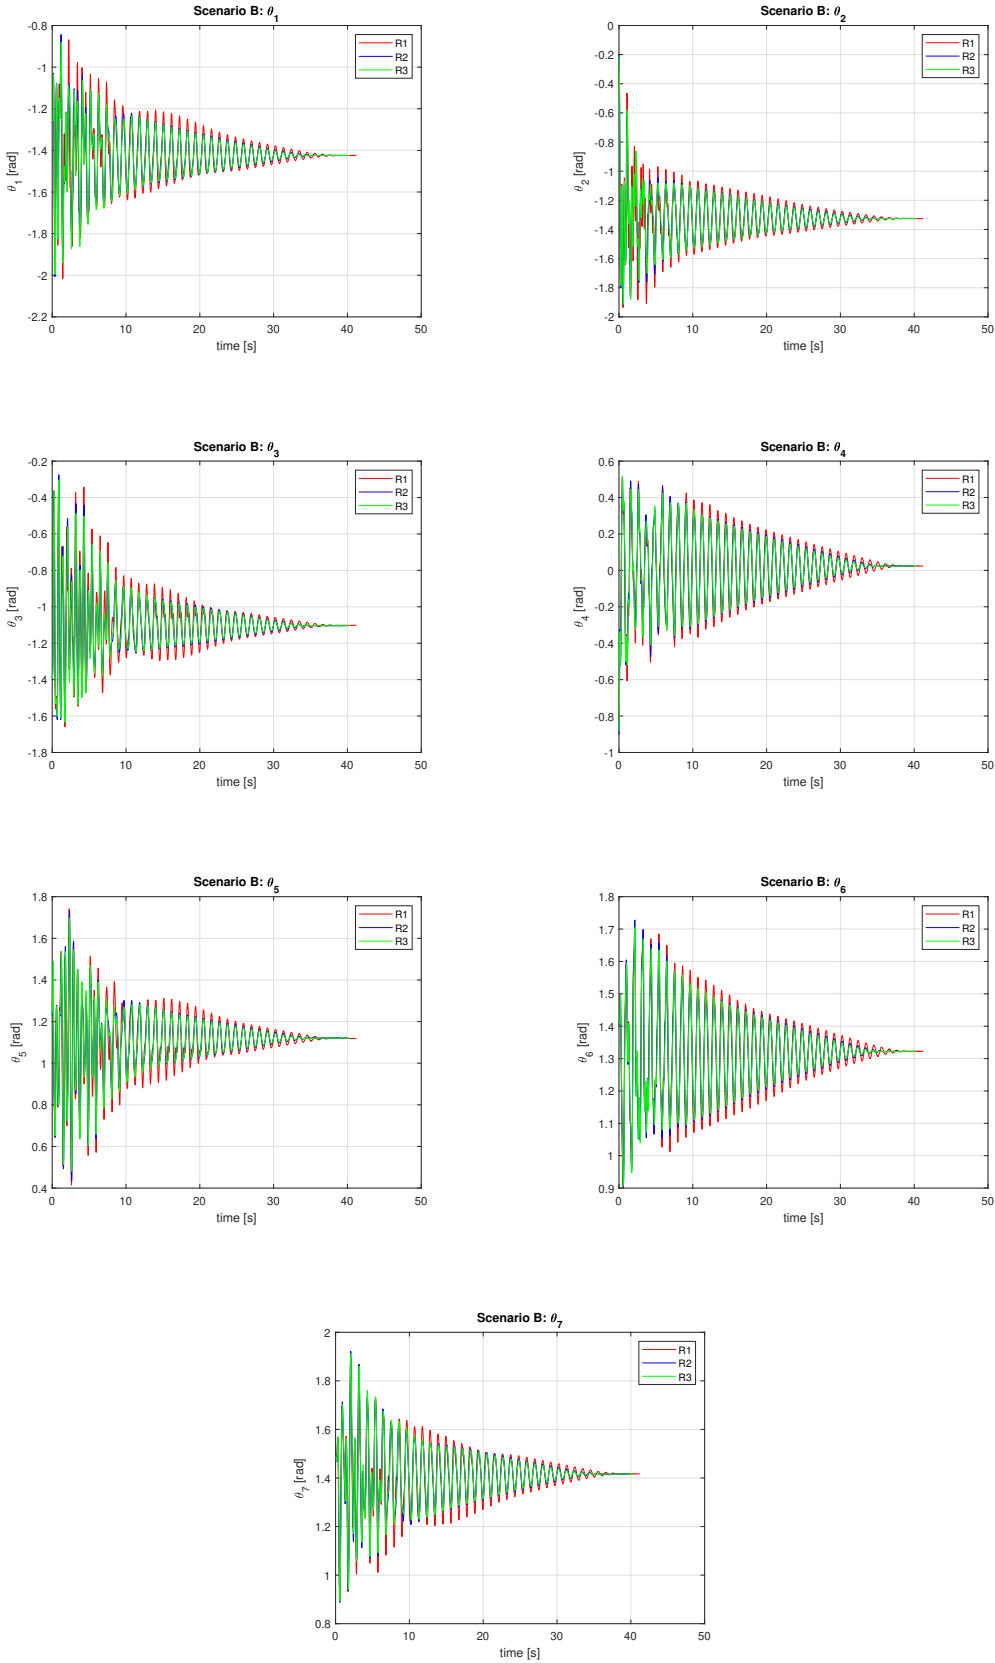 Scenario B: θ1
-0.8
-1
-1.2
-1.4
-1.6
-1.8
-2
-2.2
θ1 [rad]
R1
R2
R3
0 10 20 30 40 50
time [s]
Scenario B: θ2
0
-0.2
-0.4
-0.6
-0.8
-1
-1.2
-1.4
-1.6
-1.8
-2
θ2 [rad]
R1
R2
R3
0 10 20 30 40 50
time [s]
Scenario B: θ3
-0.2
-0.4
-0.6
-0.8
-1
-1.2
-1.4
-1.6
-1.8
θ3 [rad]
R1
R2
R3
0 10 20 30 40 50
time [s]
Scenario B: θ4
0.6
0.4
0.2
0
-0.2
-0.4
-0.6
-0.8
-1
θ4 [rad]
R1
R2
R3
0 10 20 30 40 50
time [s]
Scenario B: θ5
1.8
1.6
1.4
1.2
1
0.8
0.6
0.4
θ5 [rad]
R1
R2
R3
0 10 20 30 40 50
time [s]
Scenario B: θ6
1.8
1.7
1.6
1.5
1.4
1.3
1.2
1.1
1
0.9
θ6 [rad]
R1
R2
R3
0 10 20 30 40 50
time [s]
Scenario B: θ7
2
1.8
1.6
1.4
1.2
1
0.8
θ7 [rad]
R1
R2
R3
0 10 20 30 40 50
time [s]